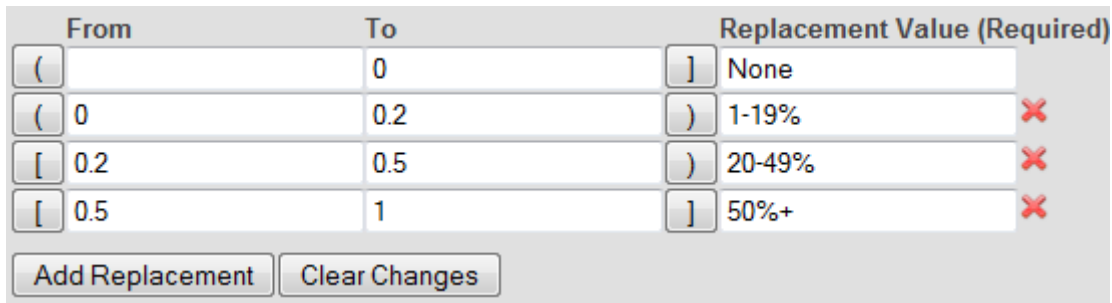 From To Replacement Value (Required)
( 0 ] None
( 0 0.2 ) 1-19%
[ 0.2 0.5 ) 20-49%
[ 0.5 1 ] 50%+
Add Replacement Clear Changes